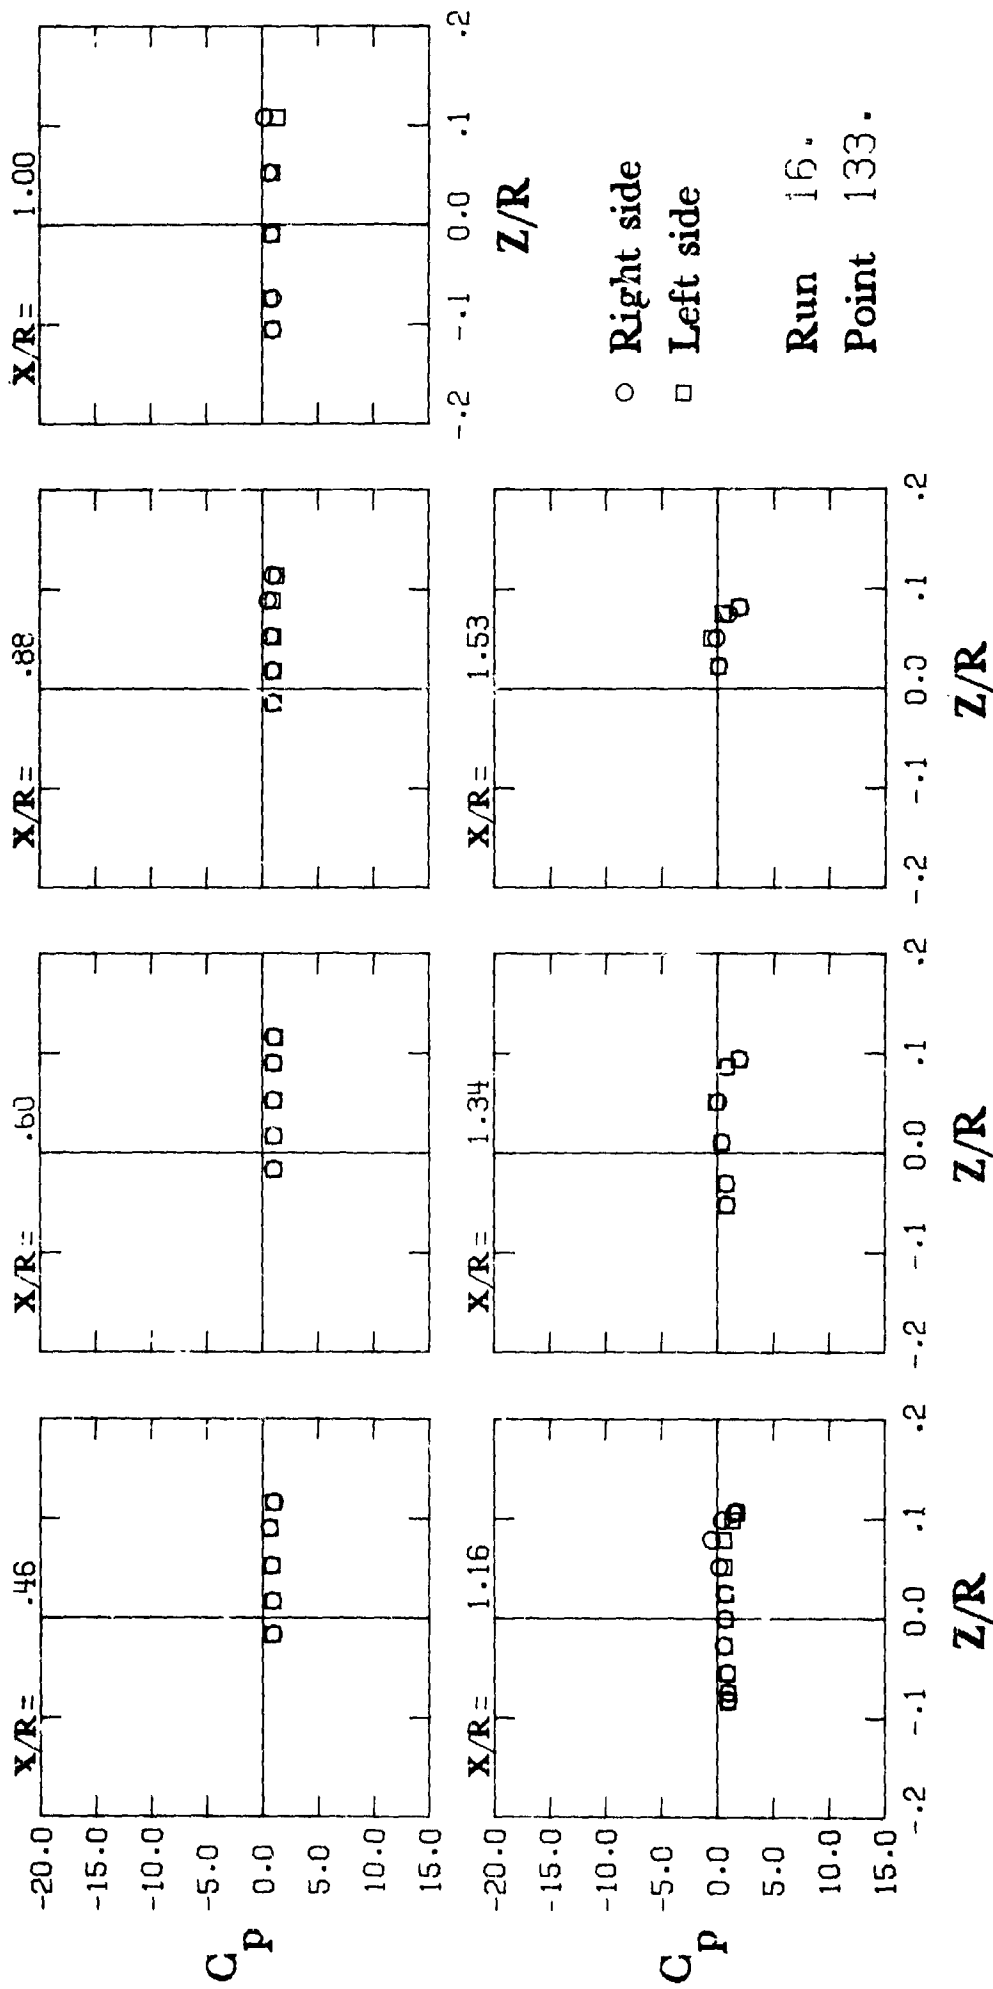 X/R= .46
X/R= .60
X/R= .88
X/R= 1.00
-20.0
-15.0
-10.0
-5.0
0.0
5.0
10.0
15.0
Cp
-.2 -.1 0.0 .1 .2
Z/R
X/R= 1.16
X/R= 1.34
X/R= 1.53
-20.0
-15.0
-10.0
-5.0
0.0
5.0
10.0
15.0
Cp
-.2 -.1 0.0 .1 .2
-.2 -.1 0.0 .1 .2
-.2 -.1 0.0 .1 .2
Z/R
Z/R
Z/R
Right side
Left side
Run 16.
Point 133.